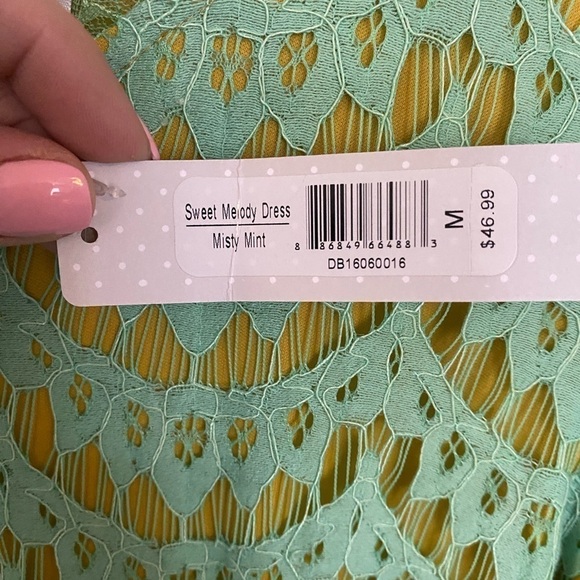 Sweet Melody Dress
Misty Mint
8 86849 66488 3
DB16060016
M
$46.99